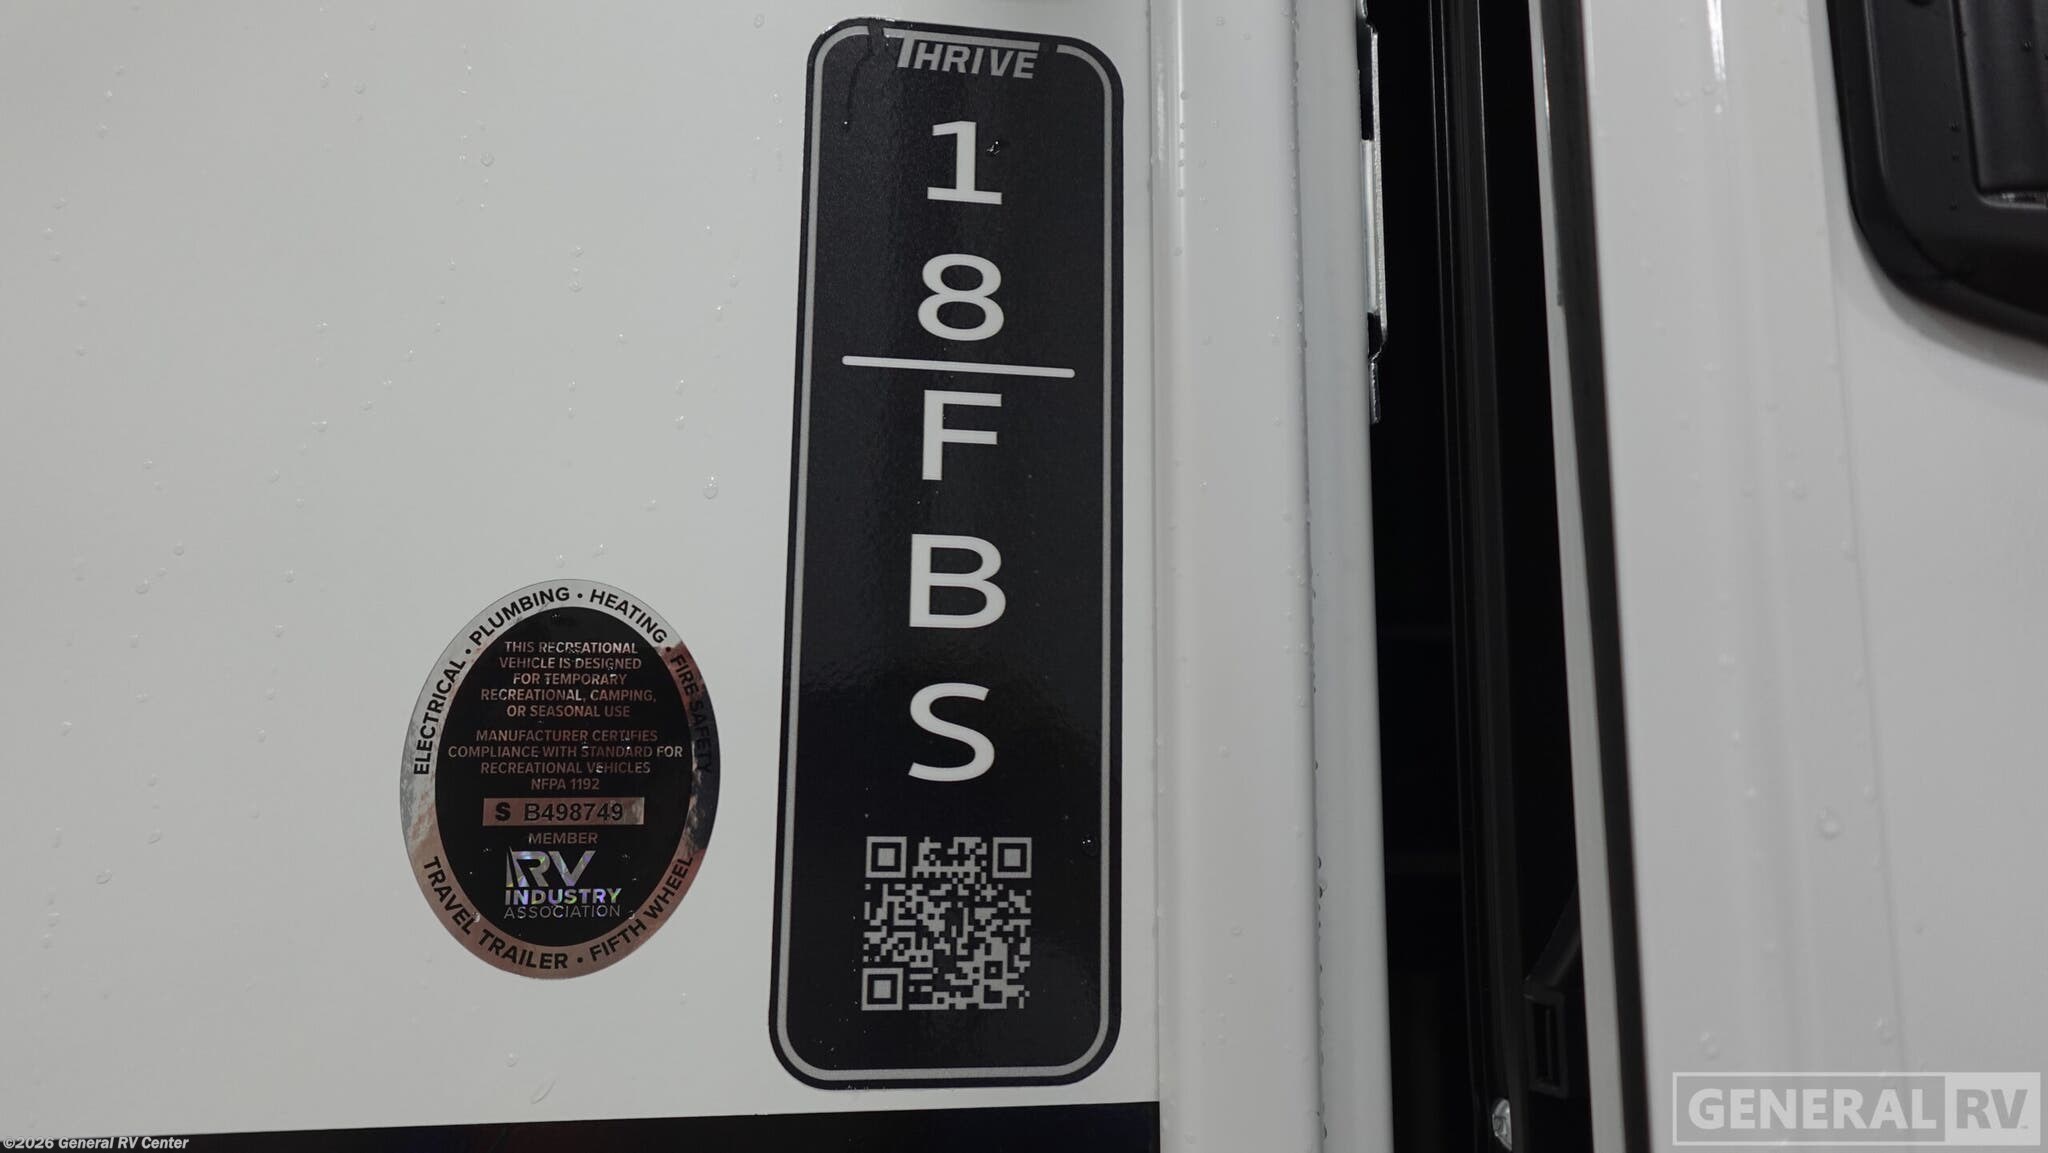 THRIVE
1
8
F
B
S
ELECTRICAL • PLUMBING • HEATING • FIRE SAFETY
THIS RECREATIONAL
VEHICLE IS DESIGNED
FOR TEMPORARY
RECREATIONAL, CAMPING,
OR SEASONAL USE
MANUFACTURER CERTIFIES
COMPLIANCE WITH STANDARD FOR
RECREATIONAL VEHICLES
NFPA 1192
S B498749
MEMBER
RV
INDUSTRY
ASSOCIATION
TRAVEL TRAILER • FIFTH WHEEL
GENERAL RV
©2026 General RV Center